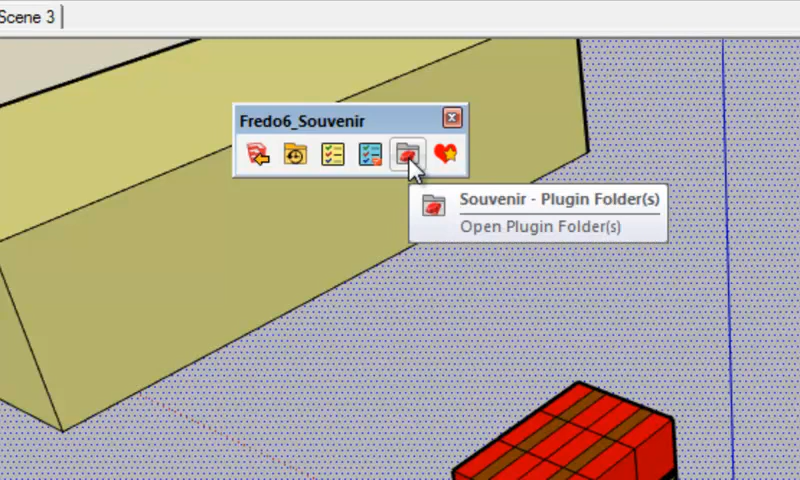 Scene 3
Fredo6_Souvenir
Souvenir - Plugin Folder(s)
Open Plugin Folder(s)